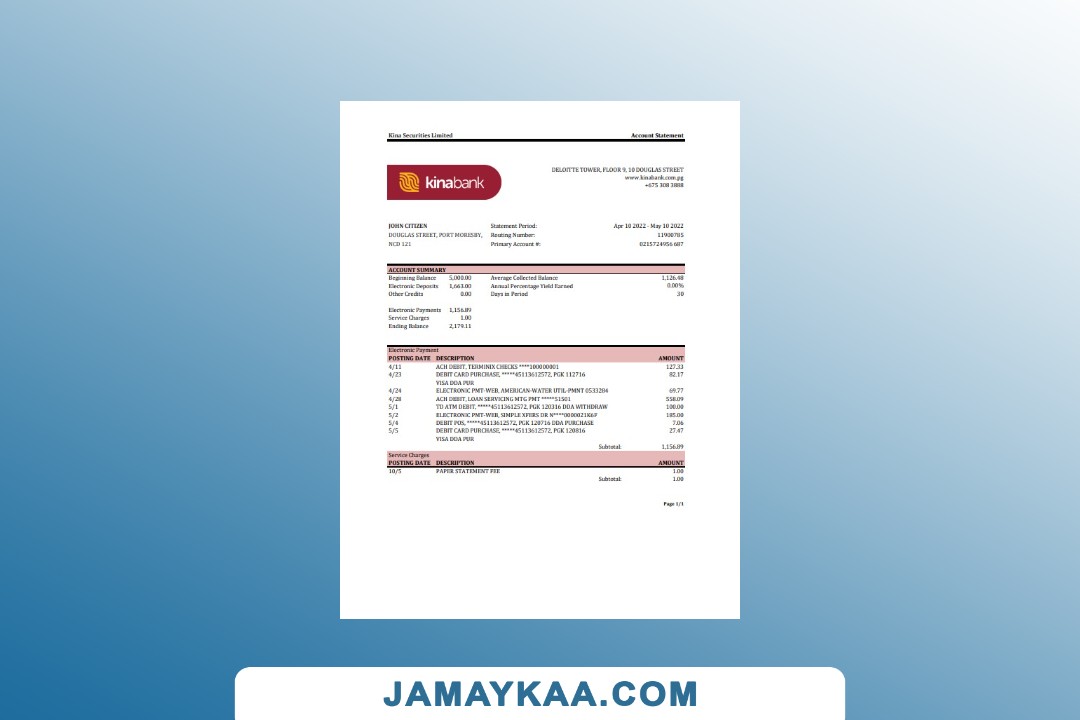 Kina Securities Limited Account Statement
kinabank
DELOITTE TOWER, FLOOR 9, 10 DOUGLAS STREET
www.kinabank.com.pg
+675 308 3888
JOHN CITIZEN Statement Period: Apr 10 2022 - May 10 2022
DOUGLAS STREET, PORT MORESBY, Routing Number: 11900785
NCD 121 Primary Account #: 0215724956 687
ACCOUNT SUMMARY
Beginning Balance 5,000.00 Average Collected Balance 1,126.48
Electronic Deposits 1,663.00 Annual Percentage Yield Earned 0.00%
Other Credits 0.00 Days in Period 30
Electronic Payments 1,156.89
Service Charges 1.00
Ending Balance 2,179.11
Electronic Payment
POSTING DATE DESCRIPTION AMOUNT
4/11 ACH DEBIT, TERMINIX CHECKS ****100000001 127.33
4/23 DEBIT CARD PURCHASE, *****45113612572, PGK 112716 82.17
VISA DDA PUR
4/24 ELECTRONIC PMT-WEB, AMERICAN-WATER UTIL-PMNT 0533284 69.77
4/28 ACH DEBIT, LOAN SERVICING MTG PMT *****51501 558.09
5/1 TD ATM DEBIT, *****45113612572, PGK 120316 DDA WITHDRAW 100.00
5/2 ELECTRONIC PMT-WEB, SIMPLE XFERS DR 185.00
5/4 DEBIT POS, *****45113612572, PGK 120716 DDA PURCHASE 7.06
5/5 DEBIT CARD PURCHASE, *****45113612572, PGK 120816 27.47
VISA DDA PUR
Subtotal: 1,156.89
Service Charges
POSTING DATE DESCRIPTION AMOUNT
10/5 PAPER STATEMENT FEE 1.00
Subtotal: 1.00
Page 1/1
JAMAYKAA.COM